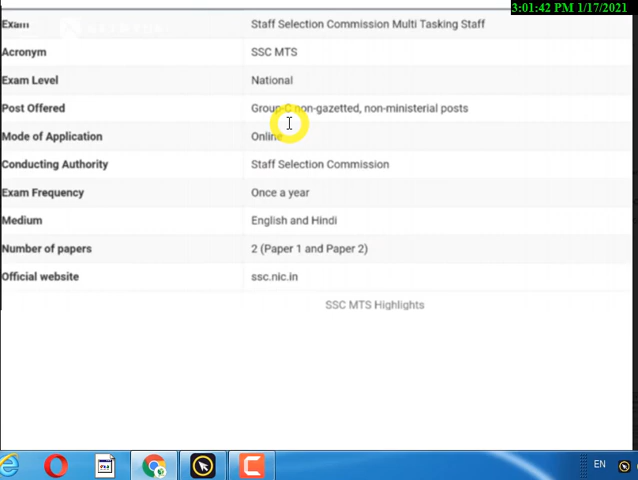 3:01:42 PM 1/17/2021
Exam Staff Selection Commission Multi Tasking Staff
Acronym SSC MTS
Exam Level National
Post Offered Group-C non-gazetted, non-ministerial posts
Mode of Application Online
Conducting Authority Staff Selection Commission
Exam Frequency Once a year
Medium English and Hindi
Number of papers 2 (Paper 1 and Paper 2)
Official website ssc.nic.in
SSC MTS Highlights
EN